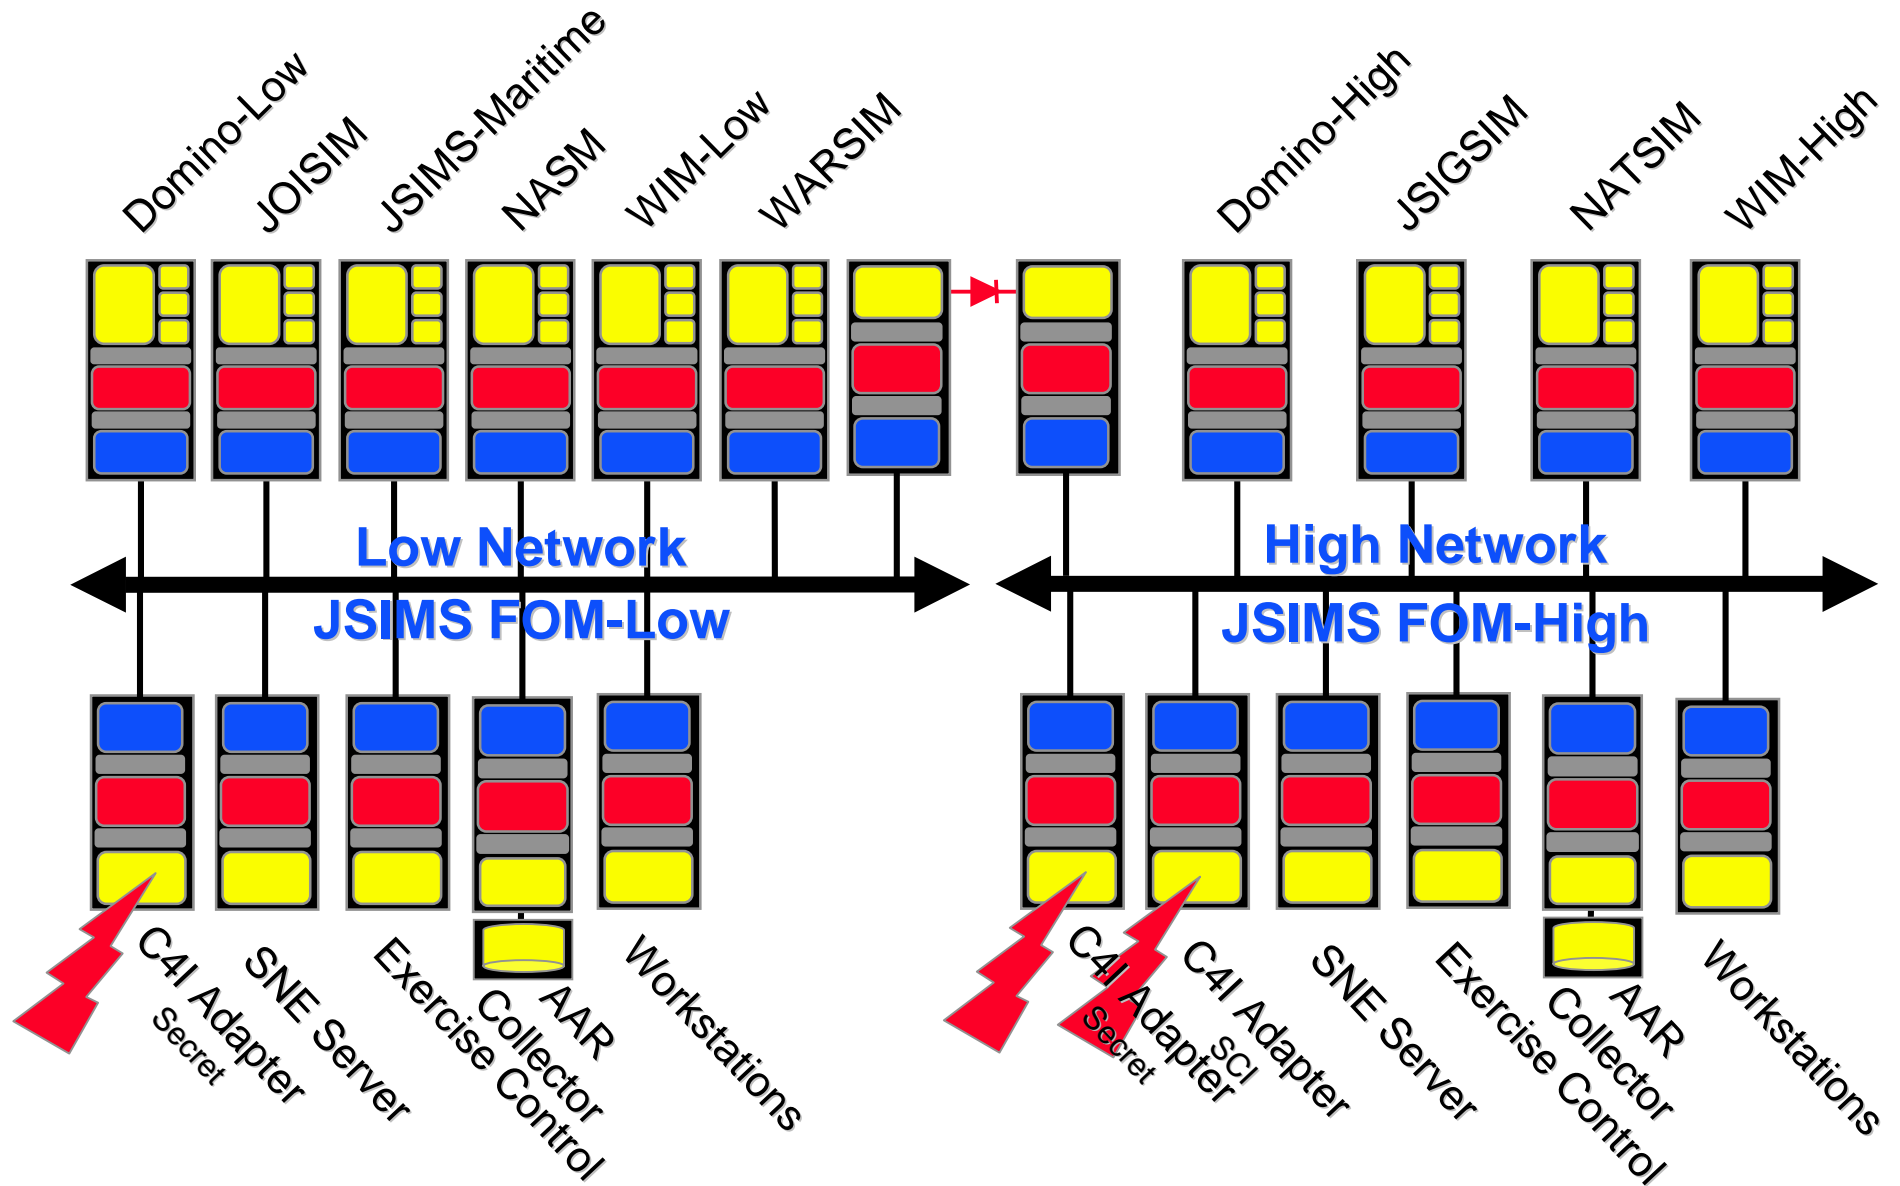 Domino-Low
JOISIM
JSIMS-Maritime
NASM
WIM-Low
WARSIM
Domino-High
JSIGSIM
NATSIM
WIM-High
Low Network
JSIMS FOM-Low
High Network
JSIMS FOM-High
C4I Adapter
Secret
SNE Server
Exercise Control
AAR
Collector
Workstations
C4I Adapter
Secret
C4I Adapter
SCI
SNE Server
Exercise Control
AAR
Collector
Workstations